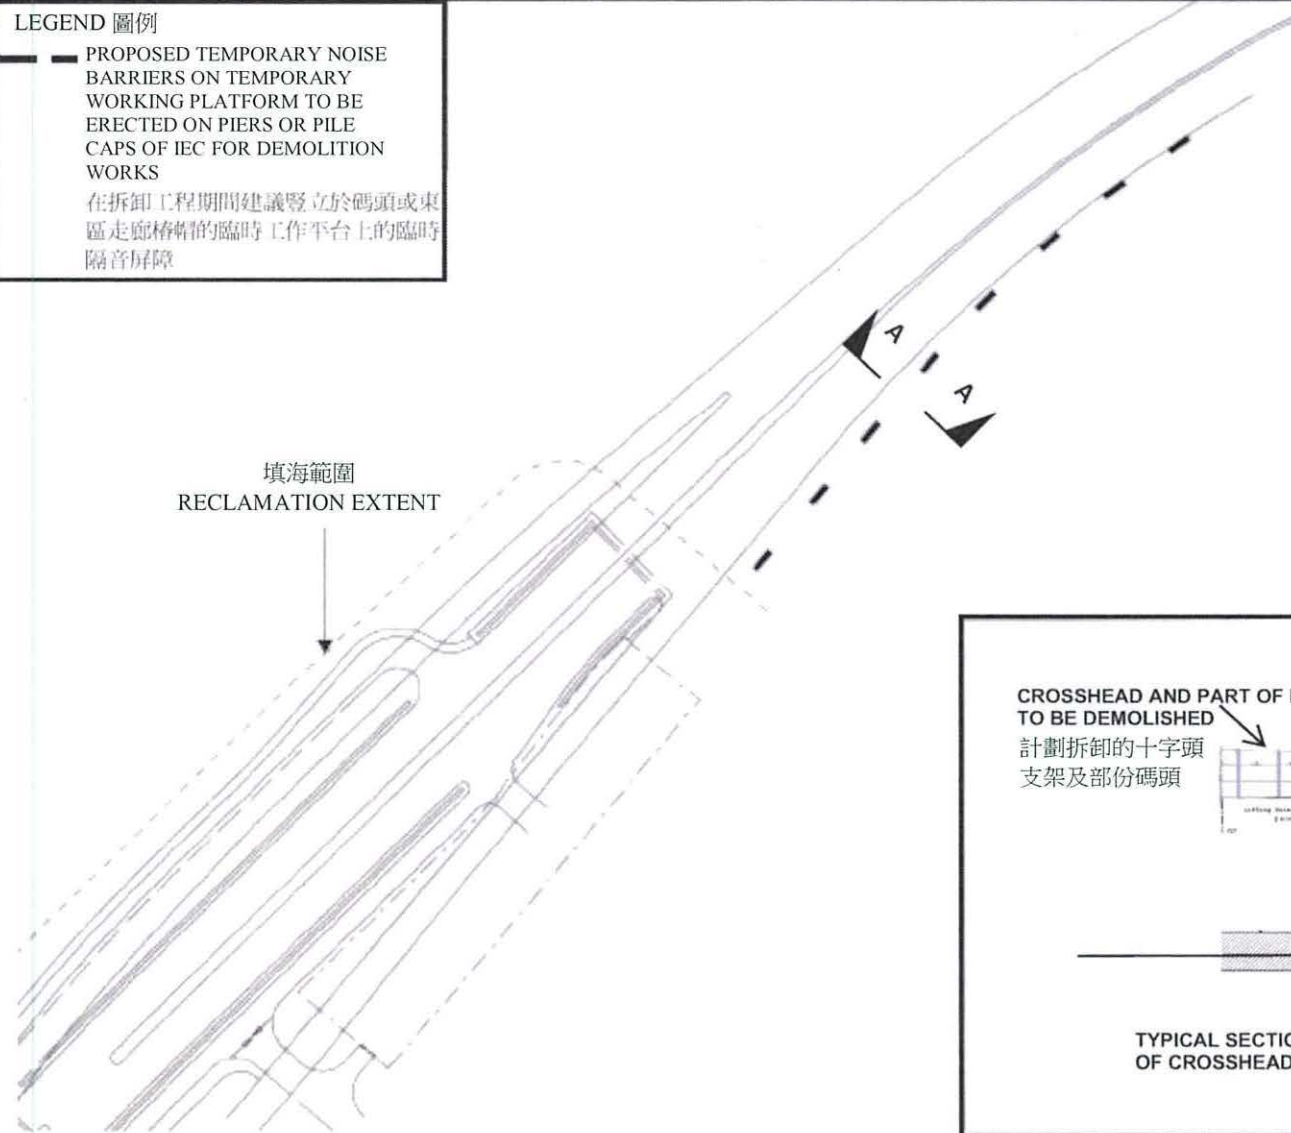 LEGEND 圖例
PROPOSED TEMPORARY NOISE
BARRIERS ON TEMPORARY
WORKING PLATFORM TO BE
ERECTED ON PIERS OR PILE
CAPS OF IEC FOR DEMOLITION
WORKS
在拆卸工程期間建議豎立於碼頭或東
區走廊樁帽的臨時工作平台上的臨時
隔音屏障
A
A
填海範圍
RECLAMATION EXTENT
CROSSHEAD AND PART OF
TO BE DEMOLISHED
計劃拆卸的十字頭
支架及部份碼頭
TYPICAL SECTIO
OF CROSSHEAD